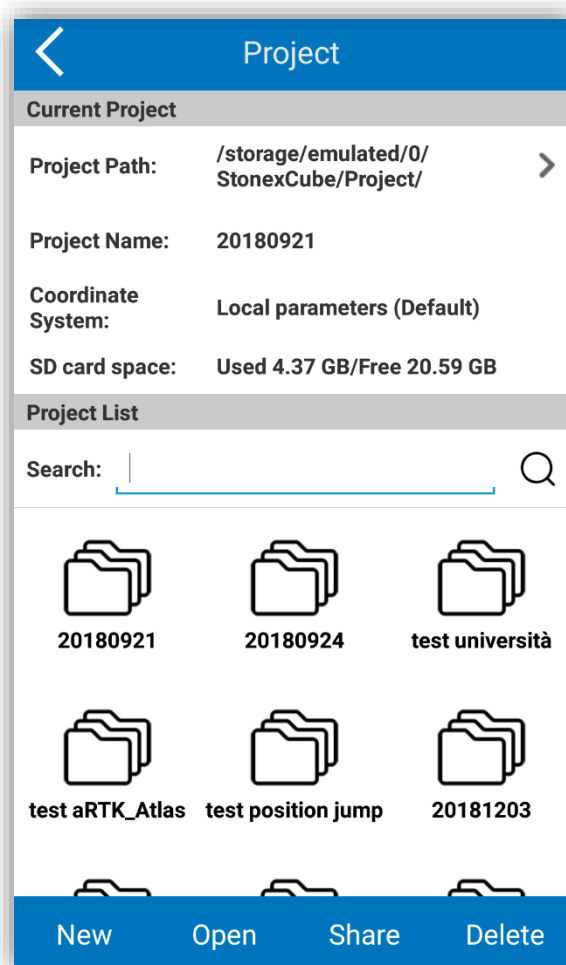 Project
Current Project
Project Path:
/storage/emulated/0/
StonexCube/Project/
Project Name: 20180921
Coordinate
System:
Local parameters (Default)
SD card space: Used 4.37 GB/Free 20.59 GB
Project List
Search:
20180921 20180924 test università
test aRTK_Atlas test position jump 20181203
New Open Share Delete